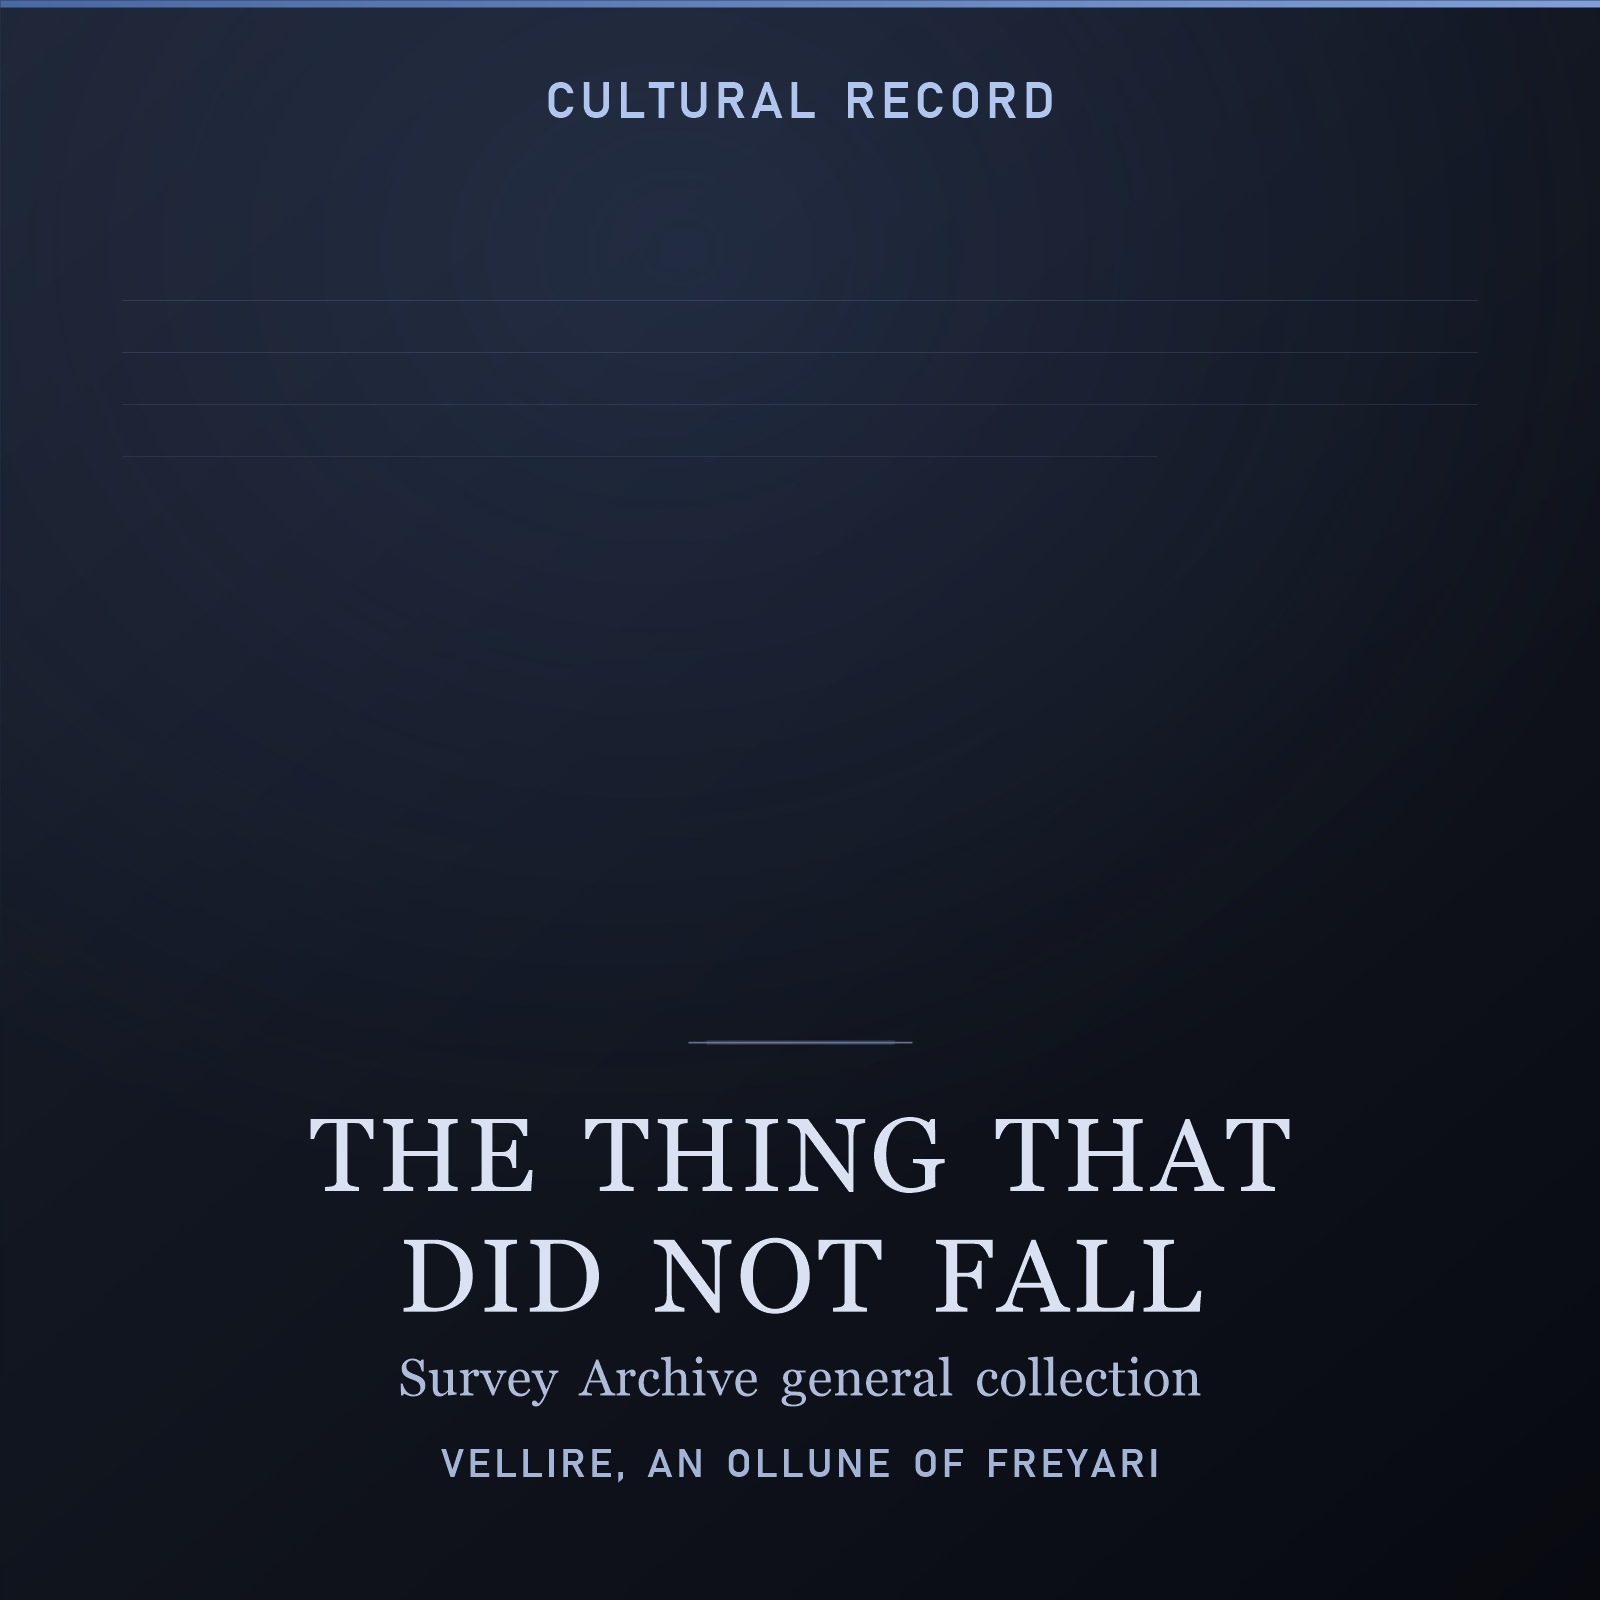 CULTURAL RECORD
THE THING THAT
DID NOT FALL
Survey Archive general collection
VELLIRE, AN OLLUNE OF FREYARI